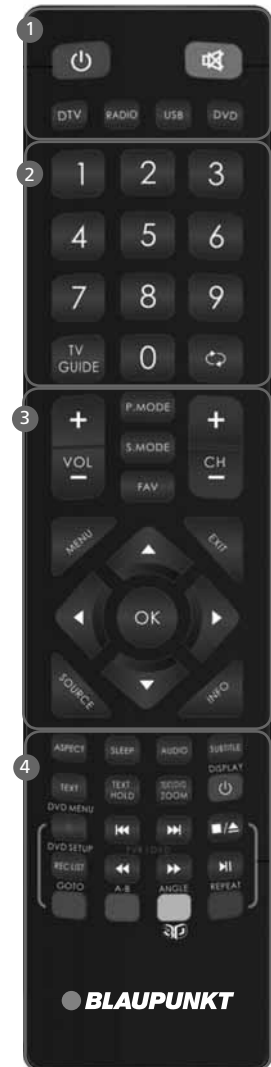 1
DTV RADIO USB DVD
2
1 2 3
4 5 6
7 8 9
TV GUIDE 0
3
+ P.MODE +
VOL S.MODE CH
- FAV -
MENU EXIT
OK
SOURCE INFO
4
ASPECT SLEEP AUDIO SUBTITLE
DISPLAY
TEXT TEXT HOLD ZOOM
DVD MENU
DVD SETUP
REC LIST
GOTO A-B ANGLE REPEAT
BLAUPUNKT